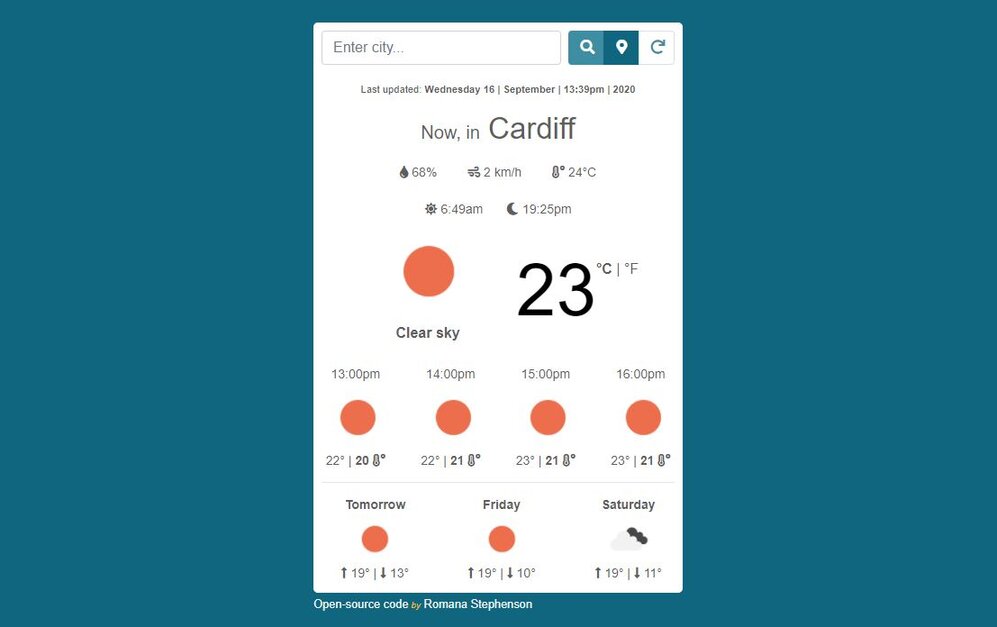 Enter city...
Last updated: Wednesday 16 | September | 13:39pm | 2020
Now, in Cardiff
68% 2 km/h 24°C
6:49am 19:25pm
23 °C | °F
Clear sky
13:00pm 14:00pm 15:00pm 16:00pm
22° | 20 22° | 21 23° | 21 23° | 21
Tomorrow Friday Saturday
19° | 13° 19° | 10° 19° | 11°
Open-source code by Romana Stephenson